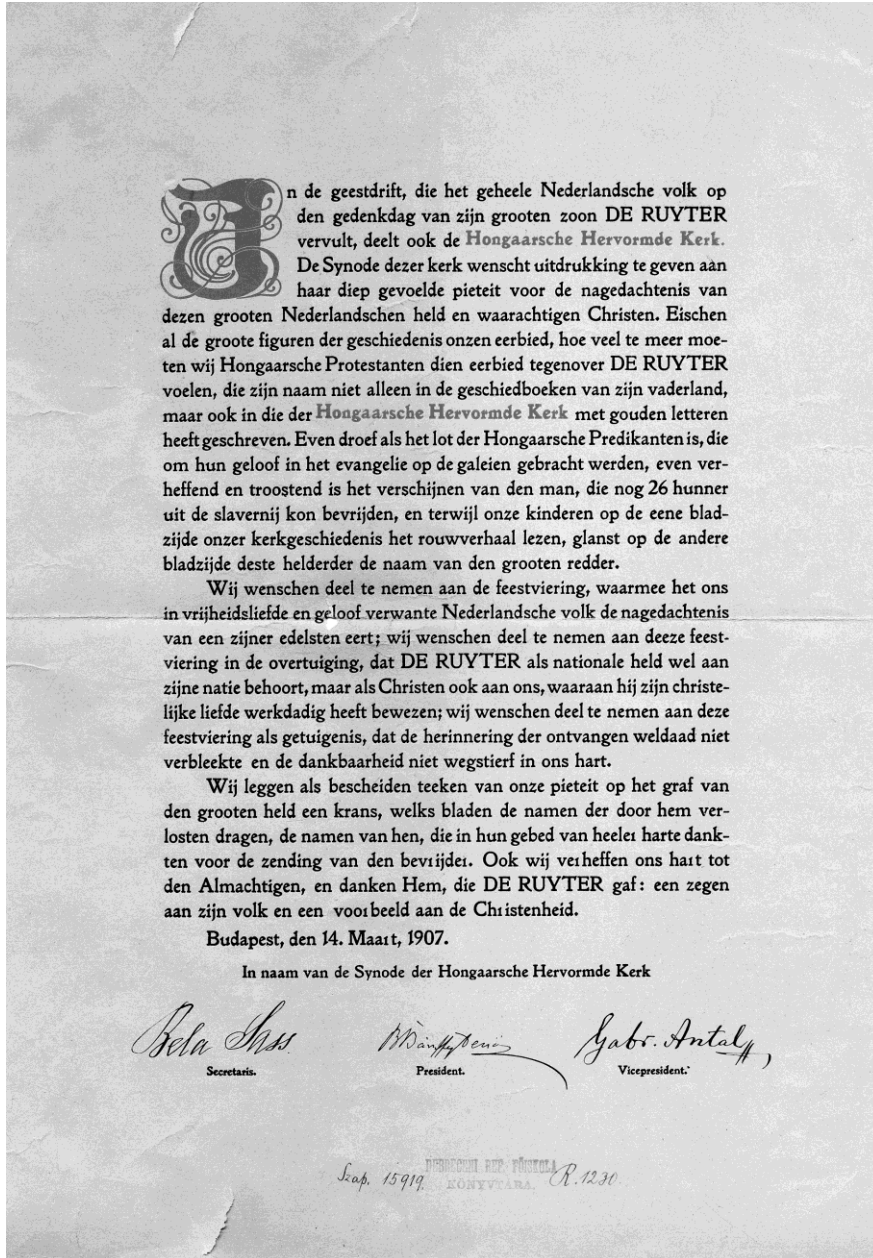 In de geestdrift, die het geheele Nederlandsche volk op
den gedenkdag van zijn grooten zoon DE RUYTER
vervult, deelt ook de Hongaarsche Hervormde Kerk.
De Synode dezer kerk wenscht uitdrukking te geven aan
haar diep gevoelde pieteit voor de nagedachtenis van
dezen grooten Nederlandschen held en waarachtigen Christen. Eischen
al de groote figuren der geschiedenis onzen eerbied, hoe veel te meer moe-
ten wij Hongaarsche Protestanten dien eerbied tegenover DE RUYTER
voelen, die zijn naam niet alleen in de geschiedboeken van zijn vaderland,
maar ook in die der Hongaarsche Hervormde Kerk met gouden letteren
heeft geschreven. Even droef als het lot der Hongaarsche Predikanten is, die
om hun geloof in het evangelie op de galeien gebracht werden, even ver-
heffend en troostend is het verschijnen van den man, die nog 26 hunner
uit de slavernij kon bevrijden, en terwijl onze kinderen op de eene blad-
zijde onzer kerkgeschiedenis het rouwverhaal lezen, glanst op de andere
bladzijde deste helderder de naam van den grooten redder.
Wij wenschen deel te nemen aan de feestviering, waarmee het ons
in vrijheidsliefde en geloof verwante Nederlandsche volk de nagedachtenis
van een zijner edelsten eert; wij wenschen deel te nemen aan deeze feest-
viering in de overtuiging, dat DE RUYTER als nationale held wel aan
zijne natie behoort, maar als Christen ook aan ons, waaraan hij zijn christe-
lijke liefde werkdadig heeft bewezen; wij wenschen deel te nemen aan deze
feestviering als getuigenis, dat de herinnering der ontvangen weldaad niet
verbleekte en de dankbaarheid niet wegstierf in ons hart.
Wij leggen als bescheiden teeken van onze pieteit op het graf van
den grooten held een krans, welks bladen de namen der door hem ver-
losten dragen, de namen van hen, die in hun gebed van heeler harte dank-
ten voor de zending van den bevrijder. Ook wij verheffen ons hart tot
den Almachtigen, en danken Hem, die DE RUYTER gaf: een zegen
aan zijn volk en een voorbeeld aan de Christenheid.
Budapest, den 14. Maart, 1907.
In naam van de Synode der Hongaarsche Hervormde Kerk
Bela Sass. B Bánffy Dezső Gabr. Antal
Secretaris. President. Vicepresident.
DEBRECENI REF. FŐISKOLA
KÖNYVTÁRA.
Szap. 15919. R. 1230.